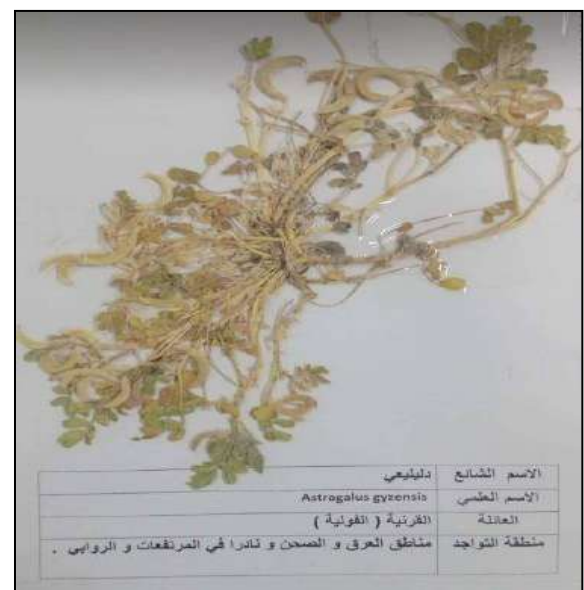 الاسم الشائع دليليعي
الاسم العلمي Astrogalus gyzensis
العائلة القرنية ( الفولية )
منطقة التواجد مناطق العرق و الصحن و نادرا في المرتفعات و الروابي .